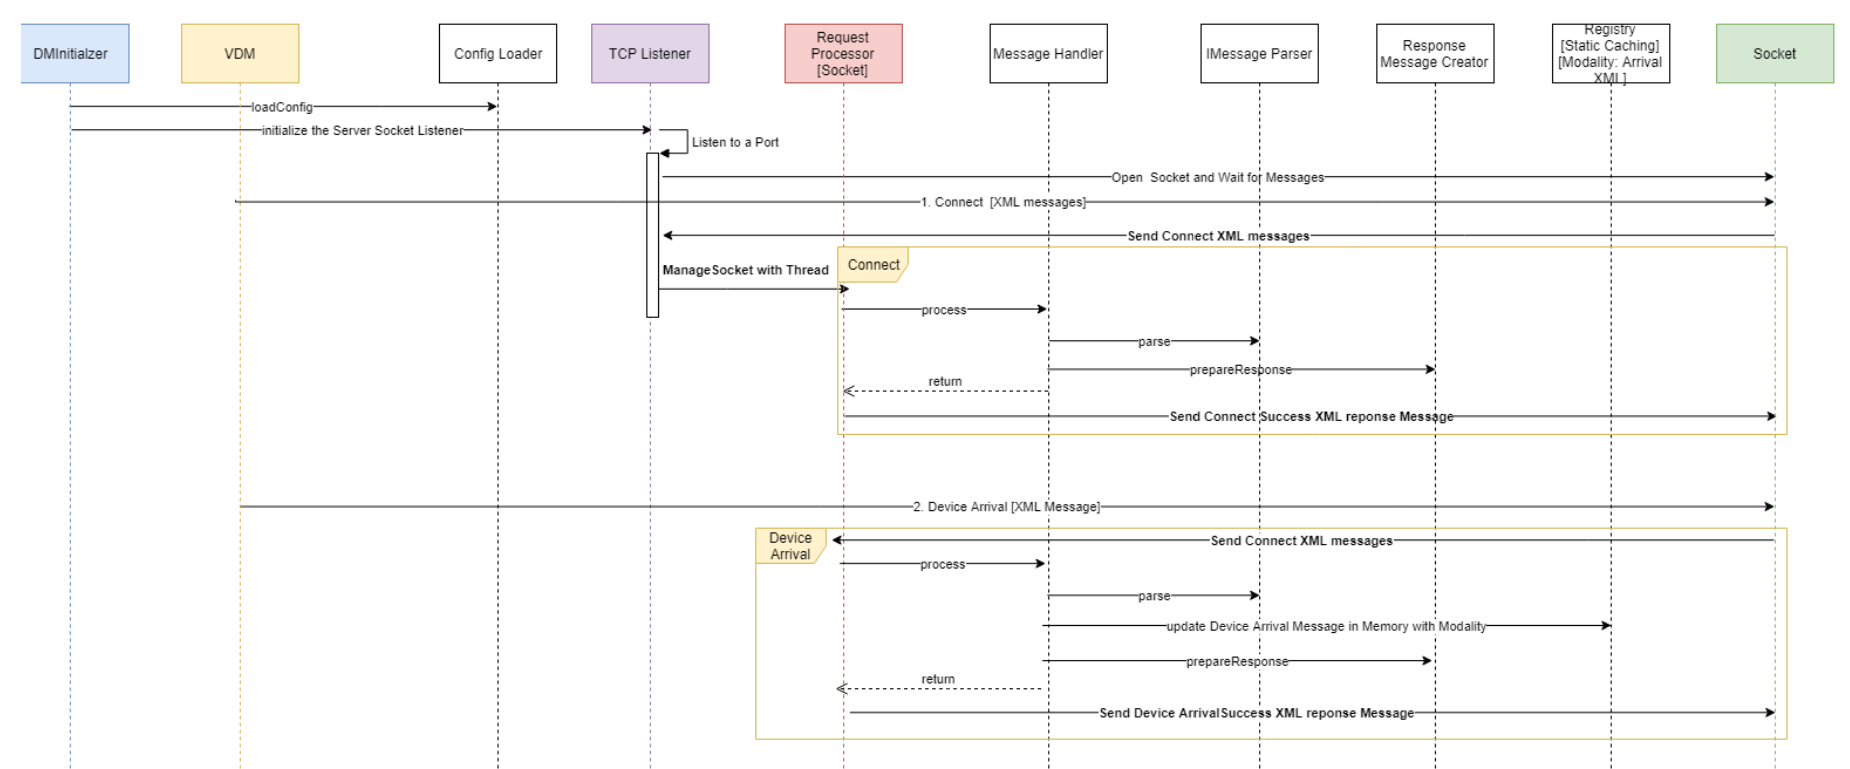 DMInitialzer
VDM
Config Loader
TCP Listener
Request
Processor
[Socket]
Message Handler
IMessage Parser
Response
Message Creator
Registry
[Static Caching]
[Modality: Arrival
XML]
Socket
loadConfig
initialize the Server Socket Listener
Listen to a Port
Open Socket and Wait for Messages
1. Connect [XML messages]
Send Connect XML messages
Connect
ManageSocket with Thread
process
parse
prepareResponse
return
Send Connect Success XML reponse Message
2. Device Arrival [XML Message]
Device
Arrival
Send Connect XML messages
process
parse
update Device Arrival Message in Memory with Modality
prepareResponse
return
Send Device ArrivalSuccess XML reponse Message